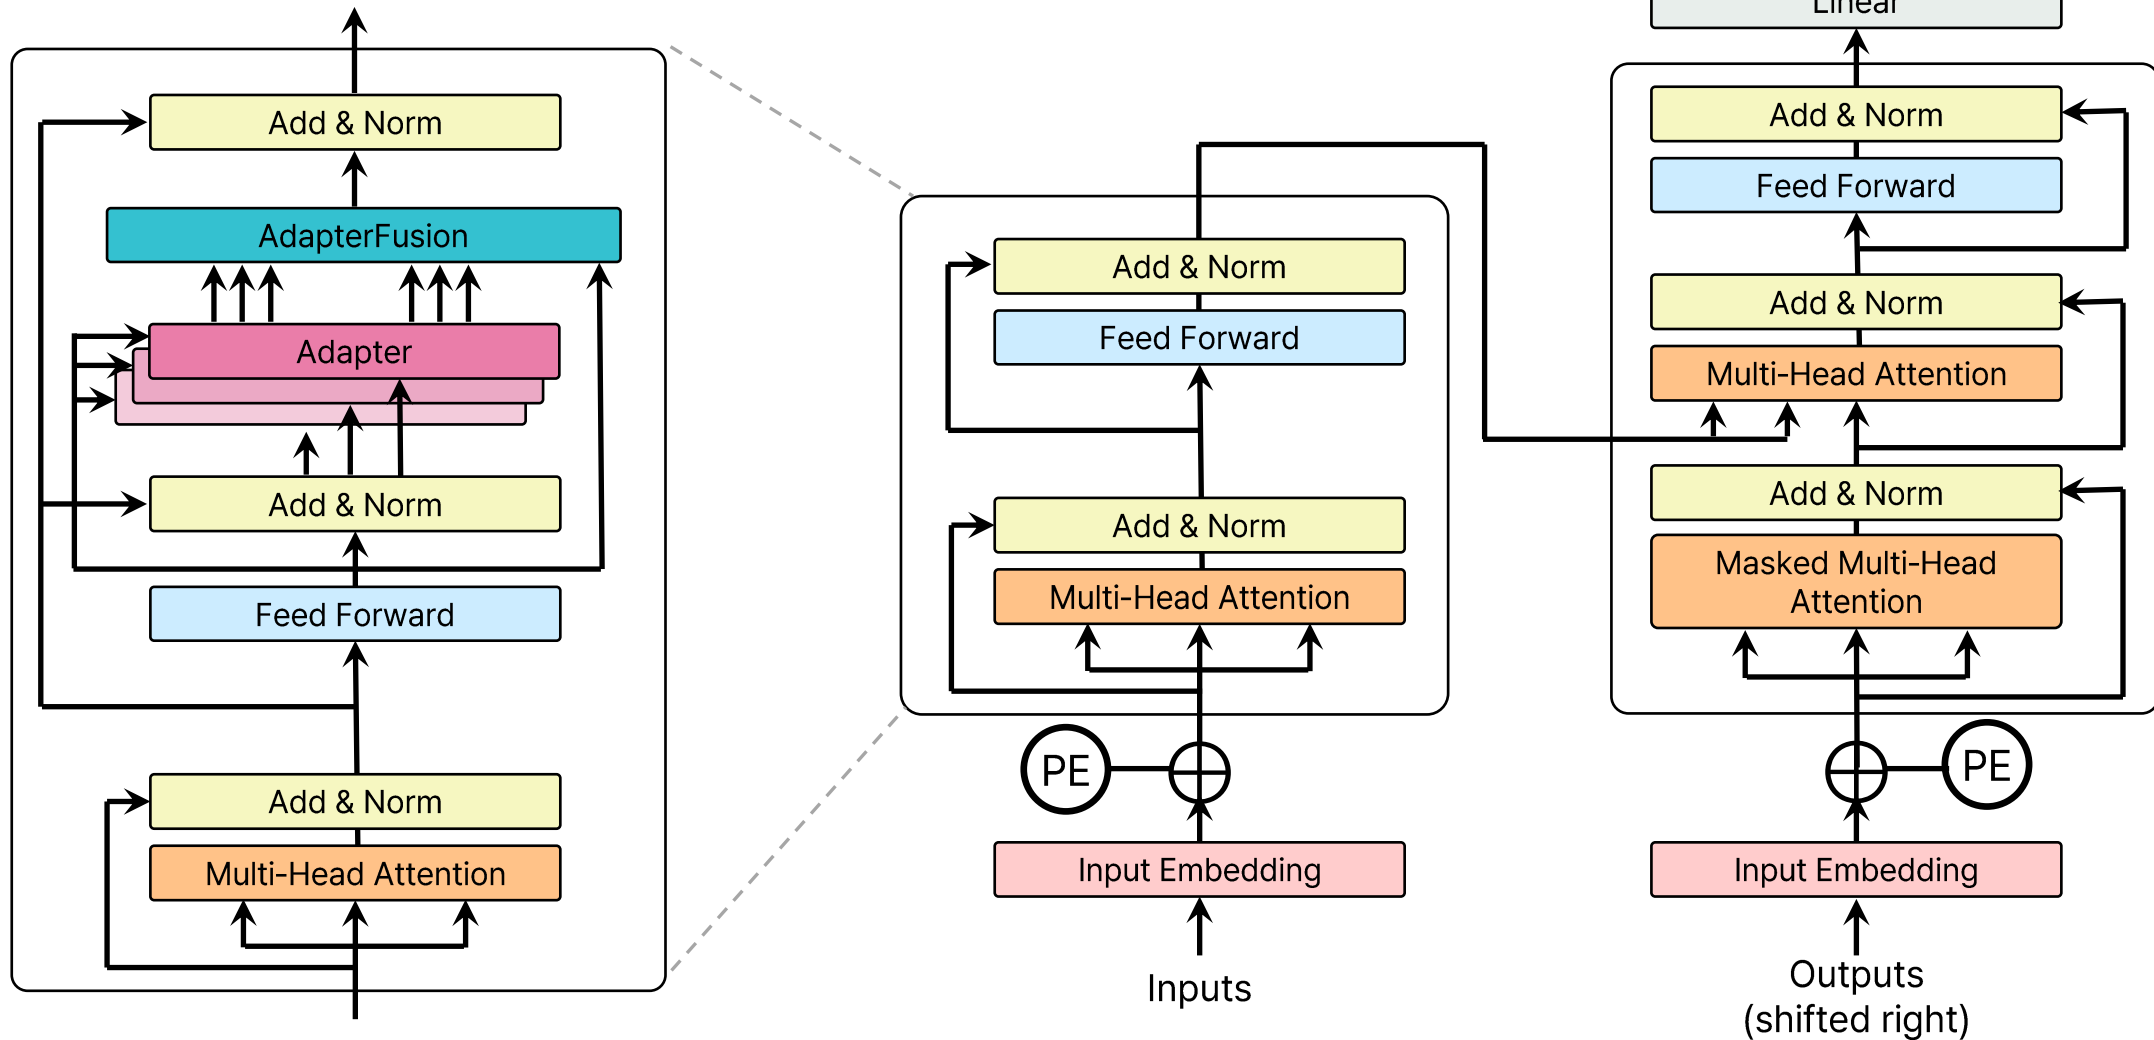 Add & Norm
AdapterFusion
Adapter
Add & Norm
Feed Forward
Add & Norm
Multi-Head Attention
Add & Norm
Feed Forward
Add & Norm
Multi-Head Attention
PE
Input Embedding
Inputs
Linear
Add & Norm
Feed Forward
Add & Norm
Multi-Head Attention
Add & Norm
Masked Multi-Head
Attention
PE
Input Embedding
Outputs
(shifted right)